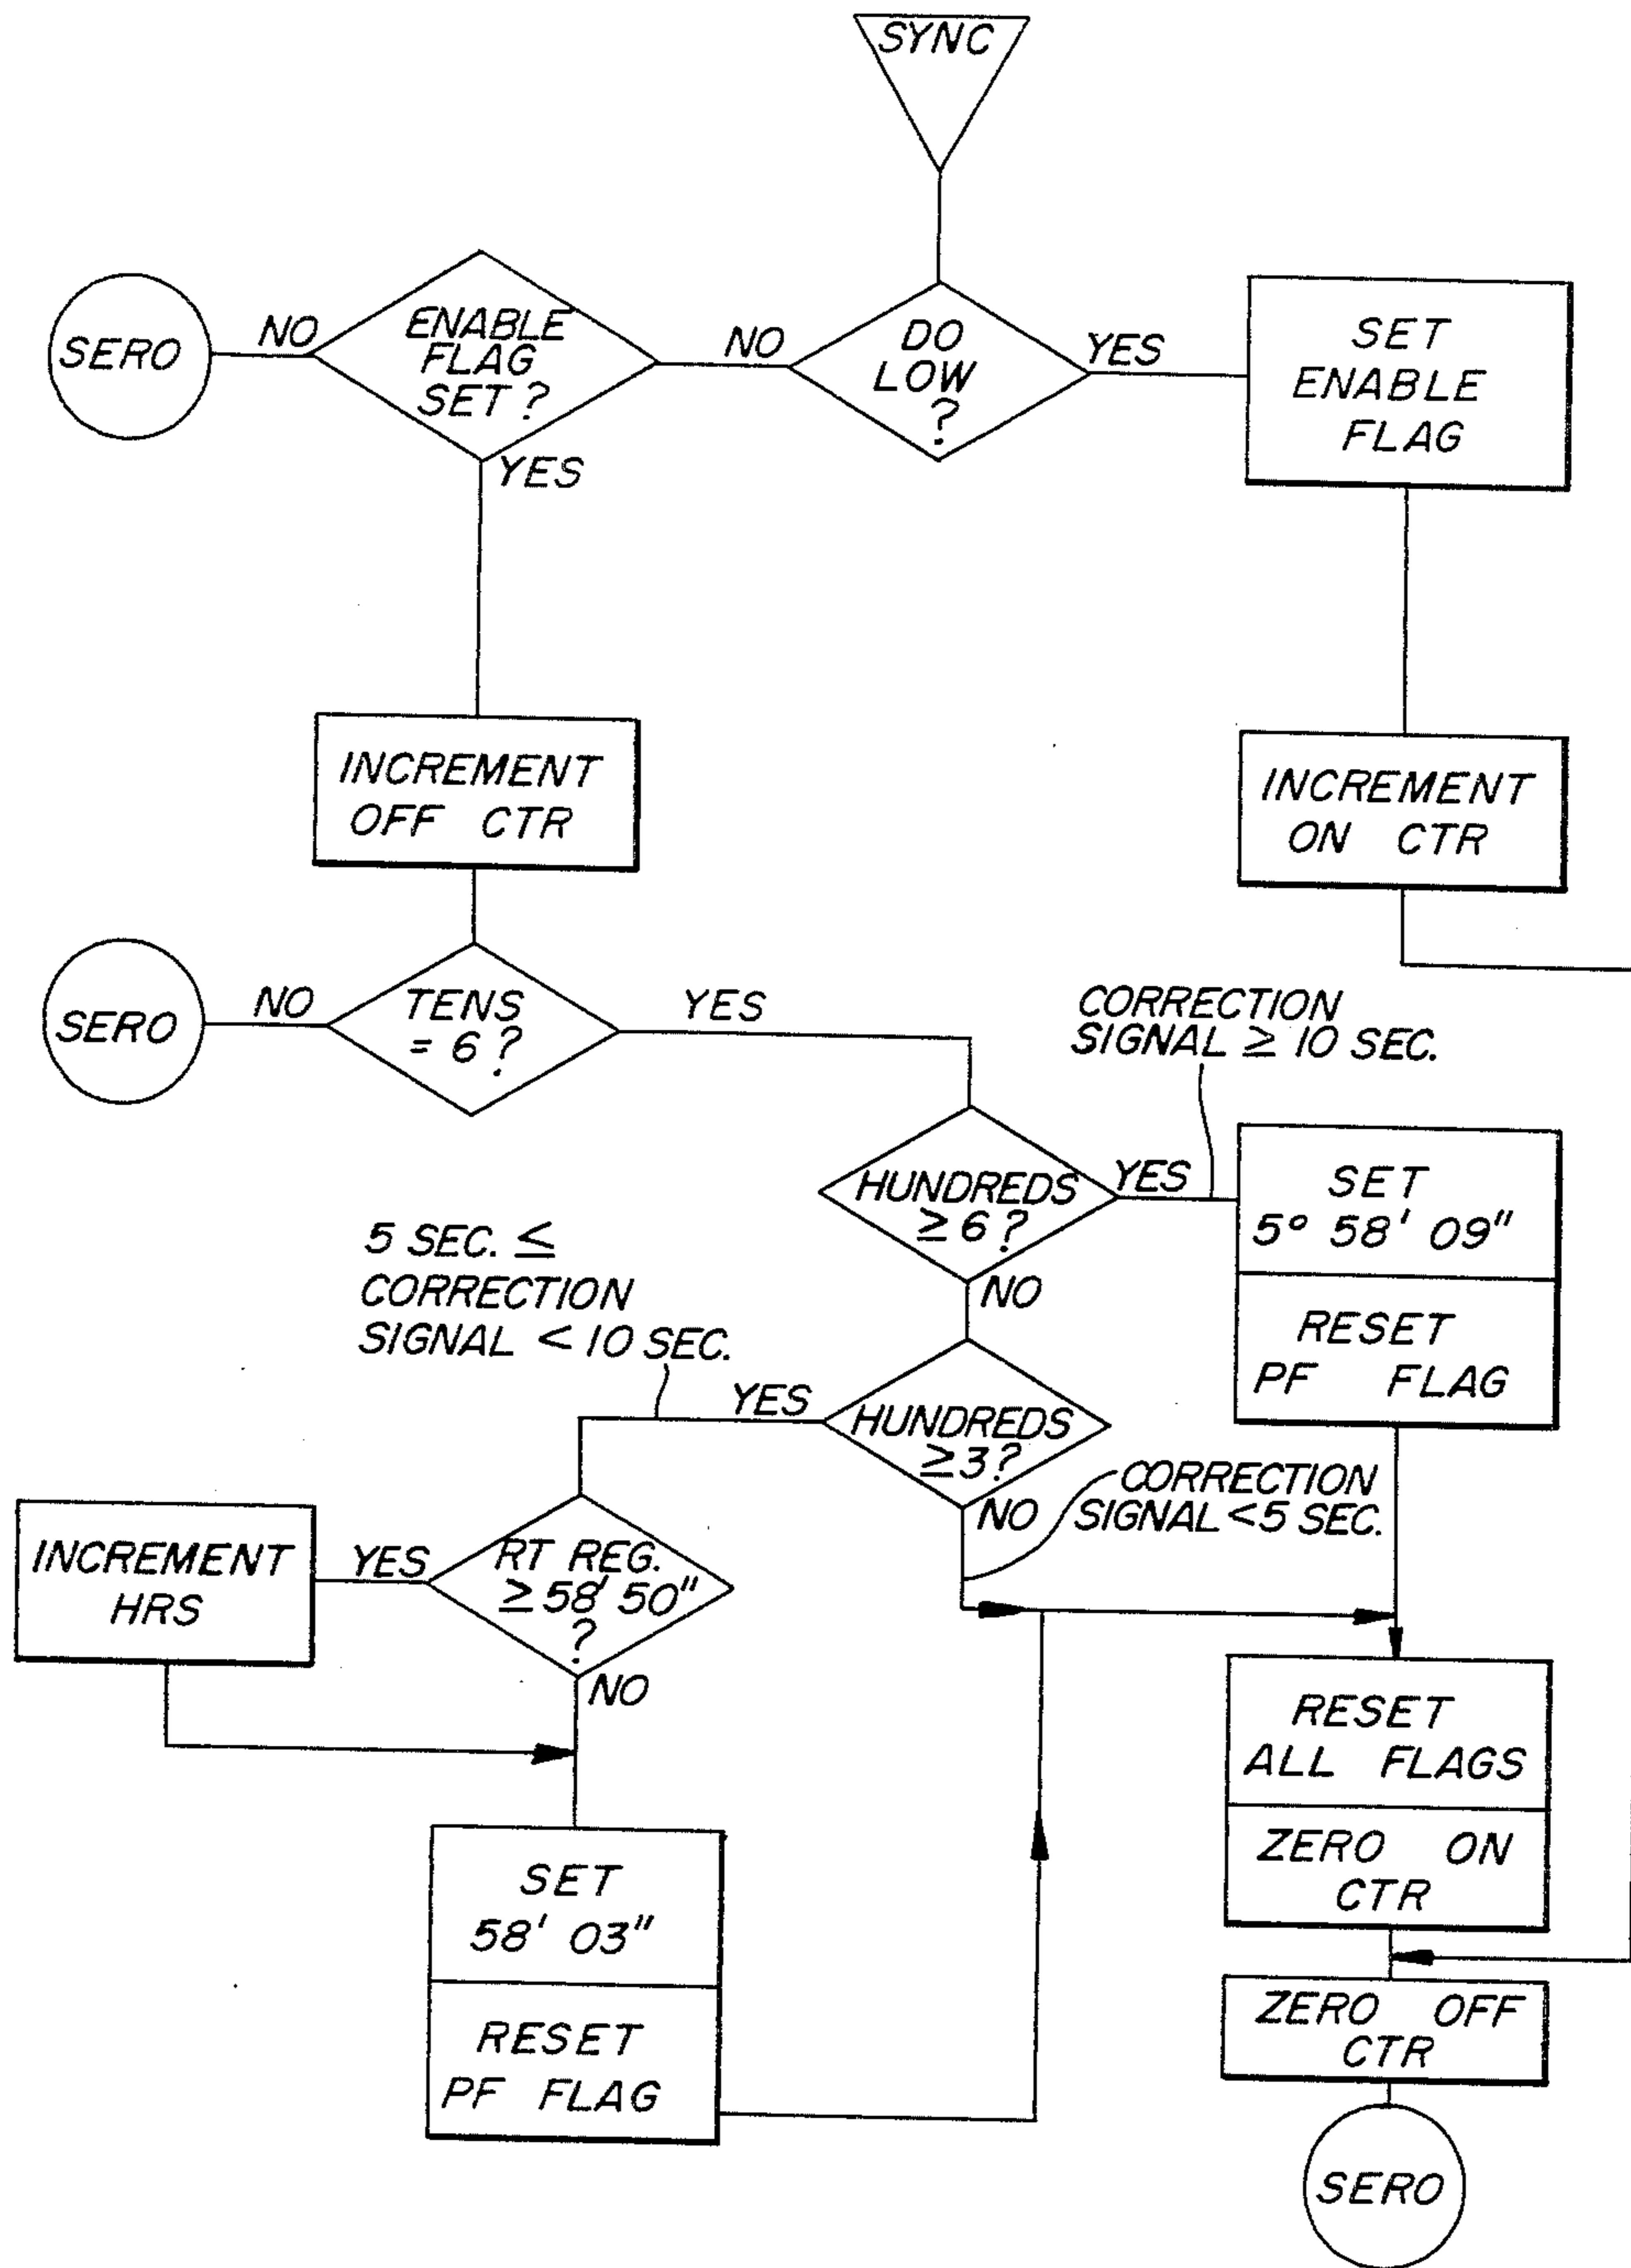 SYNC
SERO
NO
ENABLE
FLAG
SET?
YES
NO
DO
LOW
?
YES
SET
ENABLE
FLAG
INCREMENT
OFF CTR
INCREMENT
ON CTR
SERO
NO
TENS
= 6?
YES
CORRECTION
SIGNAL ≥ 10 SEC.
HUNDREDS
≥6?
YES
NO
SET
5° 58' 09"
RESET
PF FLAG
5 SEC. ≤
CORRECTION
SIGNAL < 10 SEC.
YES
HUNDREDS
≥3?
NO
CORRECTION
SIGNAL <5 SEC.
INCREMENT
HRS
YES
RT REG.
≥58' 50"
?
NO
RESET
ALL FLAGS
ZERO ON
CTR
SET
58' 03"
RESET
PF FLAG
ZERO OFF
CTR
SERO